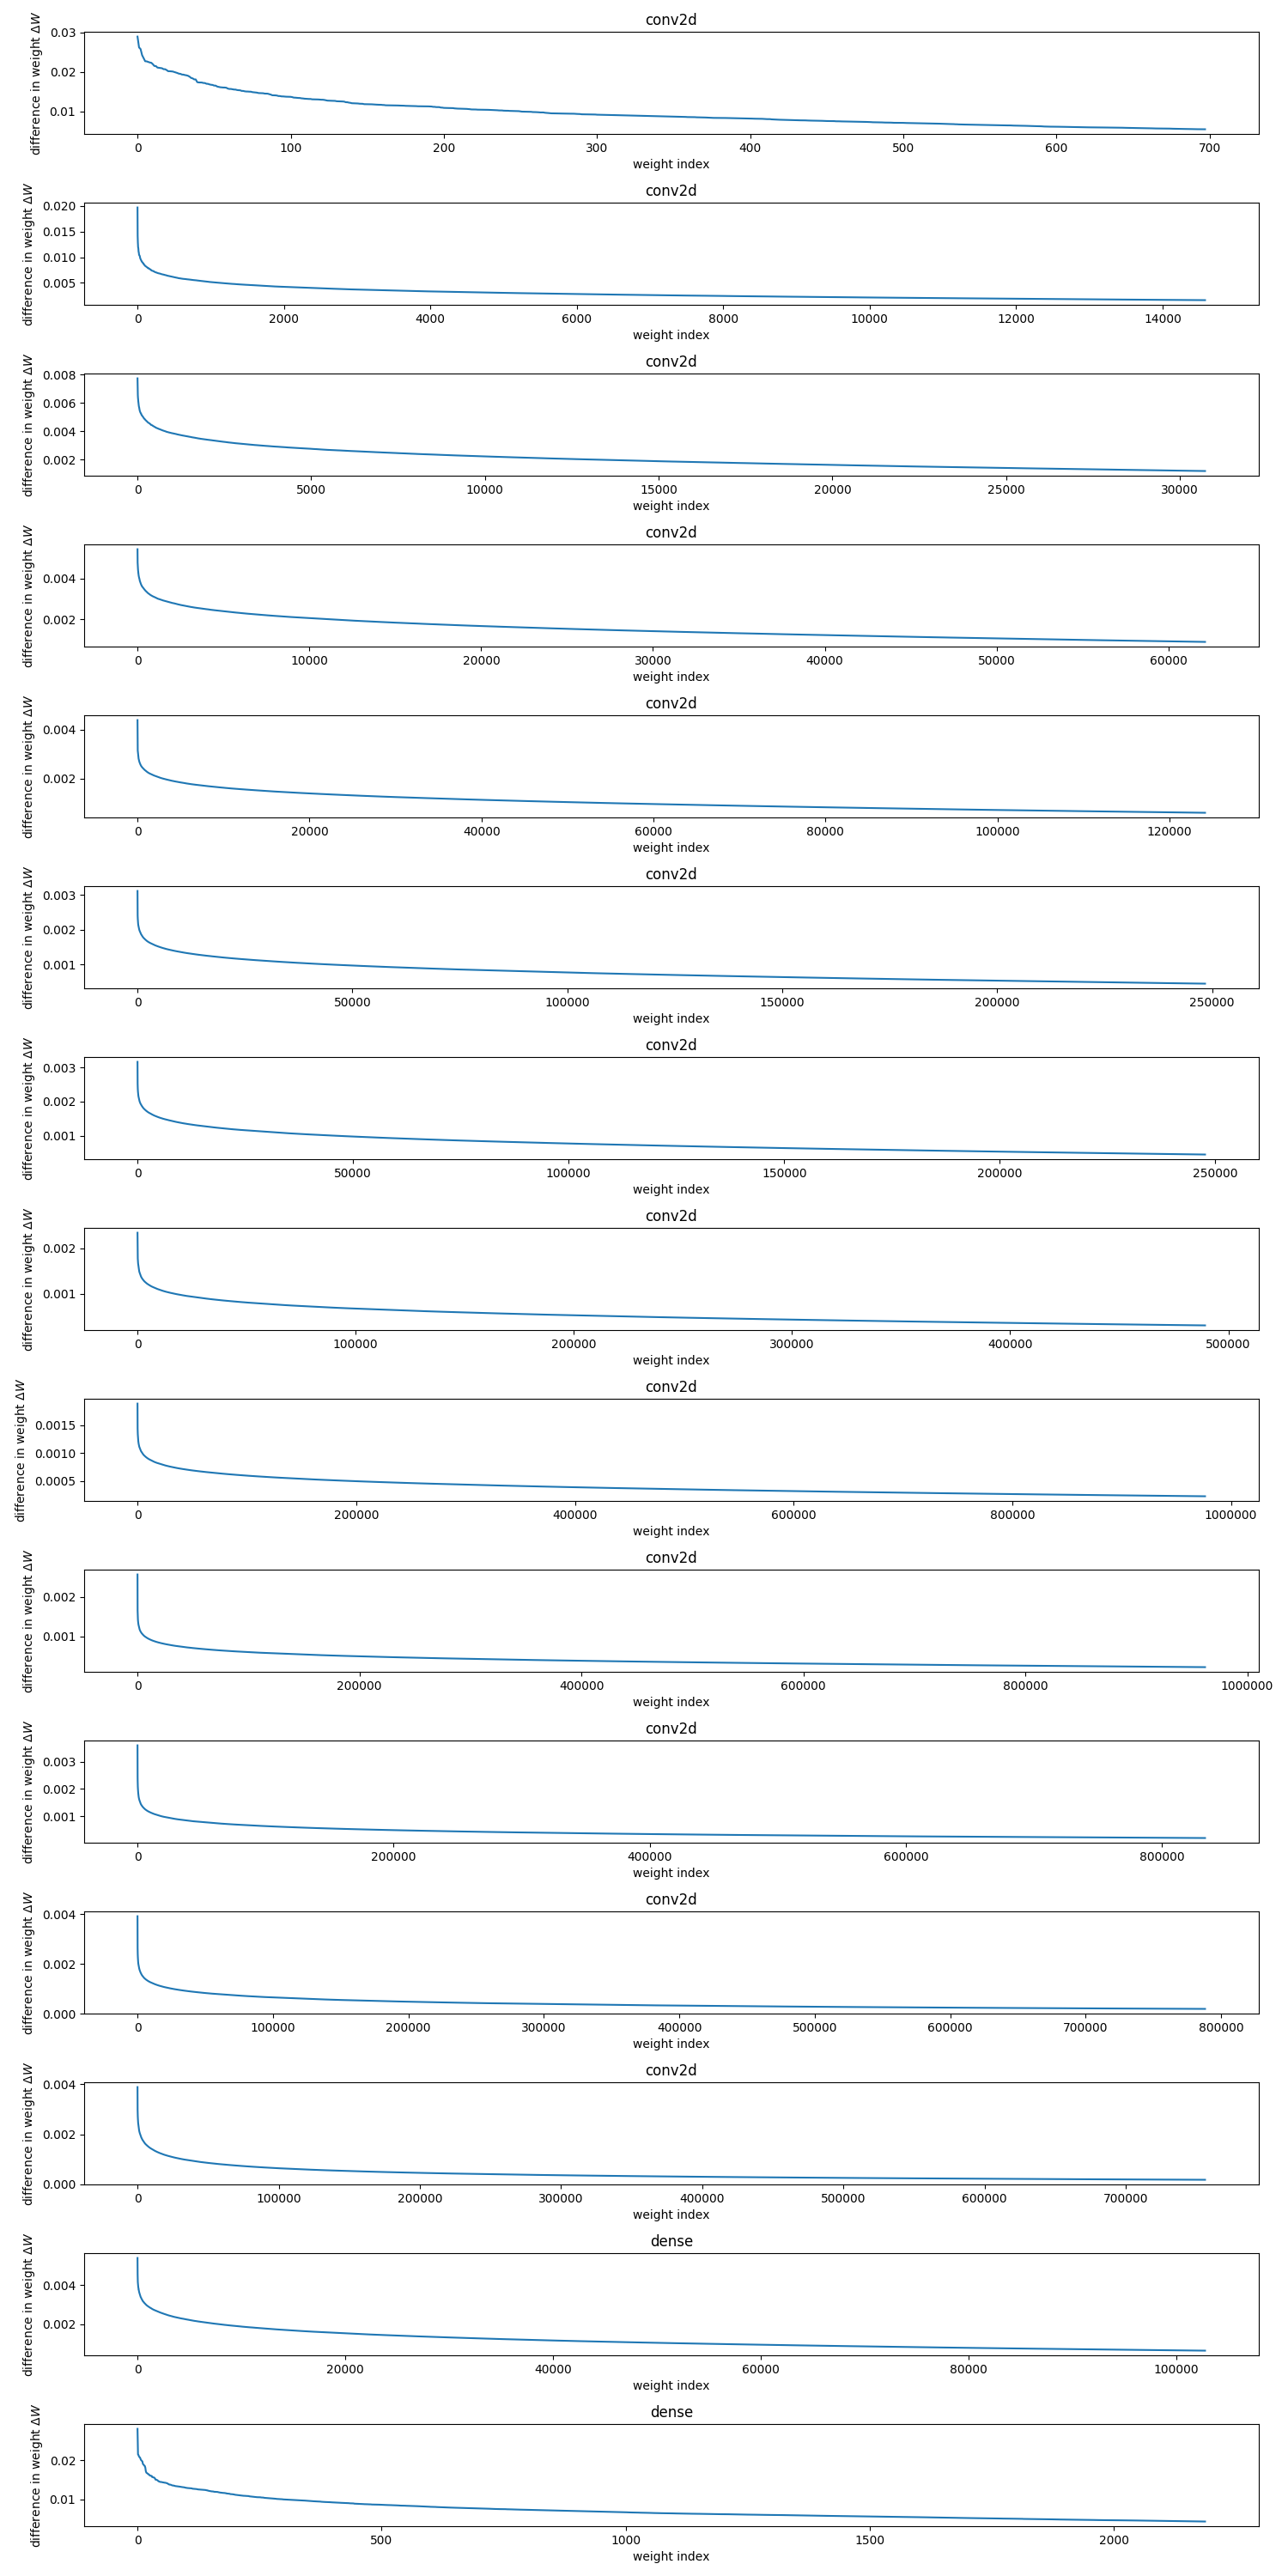 conv2d
difference in weight ΔW
0.03
0.02
0.01
0 100 200 300 400 500 600 700
weight index
conv2d
difference in weight ΔW
0.020
0.015
0.010
0.005
0 2000 4000 6000 8000 10000 12000 14000
weight index
conv2d
difference in weight ΔW
0.008
0.006
0.004
0.002
0 5000 10000 15000 20000 25000 30000
weight index
conv2d
difference in weight ΔW
0.004
0.002
0 10000 20000 30000 40000 50000 60000
weight index
conv2d
difference in weight ΔW
0.004
0.002
0 20000 40000 60000 80000 100000 120000
weight index
conv2d
difference in weight ΔW
0.003
0.002
0.001
0 50000 100000 150000 200000 250000
weight index
conv2d
difference in weight ΔW
0.003
0.002
0.001
0 50000 100000 150000 200000 250000
weight index
conv2d
difference in weight ΔW
0.002
0.001
0 100000 200000 300000 400000 500000
weight index
conv2d
difference in weight ΔW
0.0015
0.0010
0.0005
0 200000 400000 600000 800000 1000000
weight index
conv2d
difference in weight ΔW
0.002
0.001
0 200000 400000 600000 800000 1000000
weight index
conv2d
difference in weight ΔW
0.003
0.002
0.001
0 200000 400000 600000 800000
weight index
conv2d
difference in weight ΔW
0.004
0.002
0.000
0 100000 200000 300000 400000 500000 600000 700000 800000
weight index
conv2d
difference in weight ΔW
0.004
0.002
0.000
0 100000 200000 300000 400000 500000 600000 700000
weight index
dense
difference in weight ΔW
0.004
0.002
0 20000 40000 60000 80000 100000
weight index
dense
difference in weight ΔW
0.02
0.01
0 500 1000 1500 2000
weight index